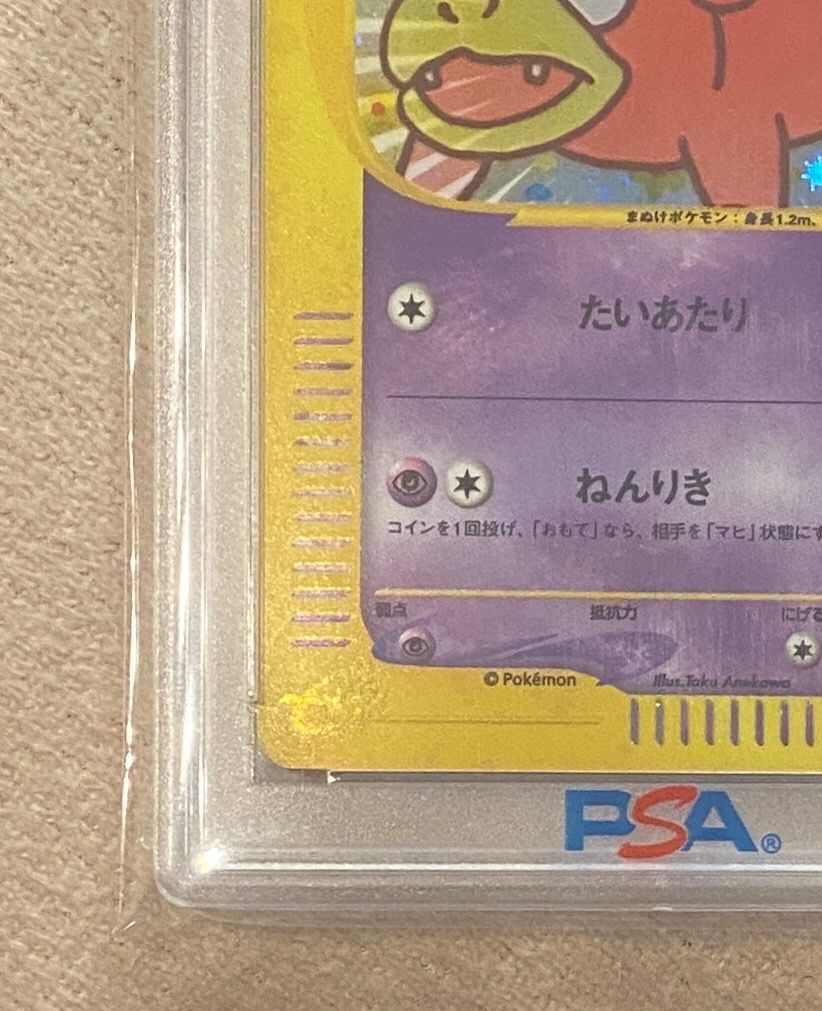 まぬけポケモン：身長1.2m、
たいあたり
ねんりき
コインを1回投げ、「おもて」なら、相手を「マヒ」状態にす
弱点 抵抗力 にげる
© Pokémon Illus.Taku Anekawa
PSA®